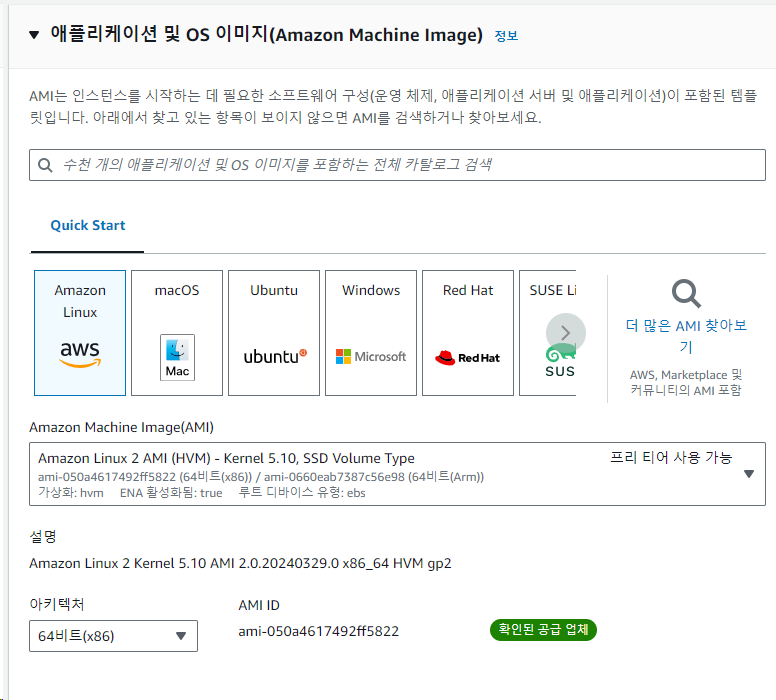 애플리케이션 및 OS 이미지(Amazon Machine Image) 정보
AMI는 인스턴스를 시작하는 데 필요한 소프트웨어 구성(운영 체제, 애플리케이션 서버 및 애플리케이션)이 포함된 템플
릿입니다. 아래에서 찾고 있는 항목이 보이지 않으면 AMI를 검색하거나 찾아보세요.
수천 개의 애플리케이션 및 OS 이미지를 포함하는 전체 카탈로그 검색
Quick Start
Amazon
Linux
aws
macOS
Mac
Ubuntu
ubuntu
Windows
Microsoft
Red Hat
Red Hat
SUSE Li
SUS
더 많은 AMI 찾아보
기
AWS, Marketplace 및
커뮤니티의 AMI 포함
Amazon Machine Image(AMI)
Amazon Linux 2 AMI (HVM) - Kernel 5.10, SSD Volume Type 프리 티어 사용 가능
ami-050a4617492ff5822 (64비트(x86)) / ami-0660eab7387c56e98 (64비트(Arm))
가상화: hvm ENA 활성화됨: true 루트 디바이스 유형: ebs
설명
Amazon Linux 2 Kernel 5.10 AMI 2.0.20240329.0 x86_64 HVM gp2
아키텍처 AMI ID
64비트(x86) ami-050a4617492ff5822 확인된 공급 업체